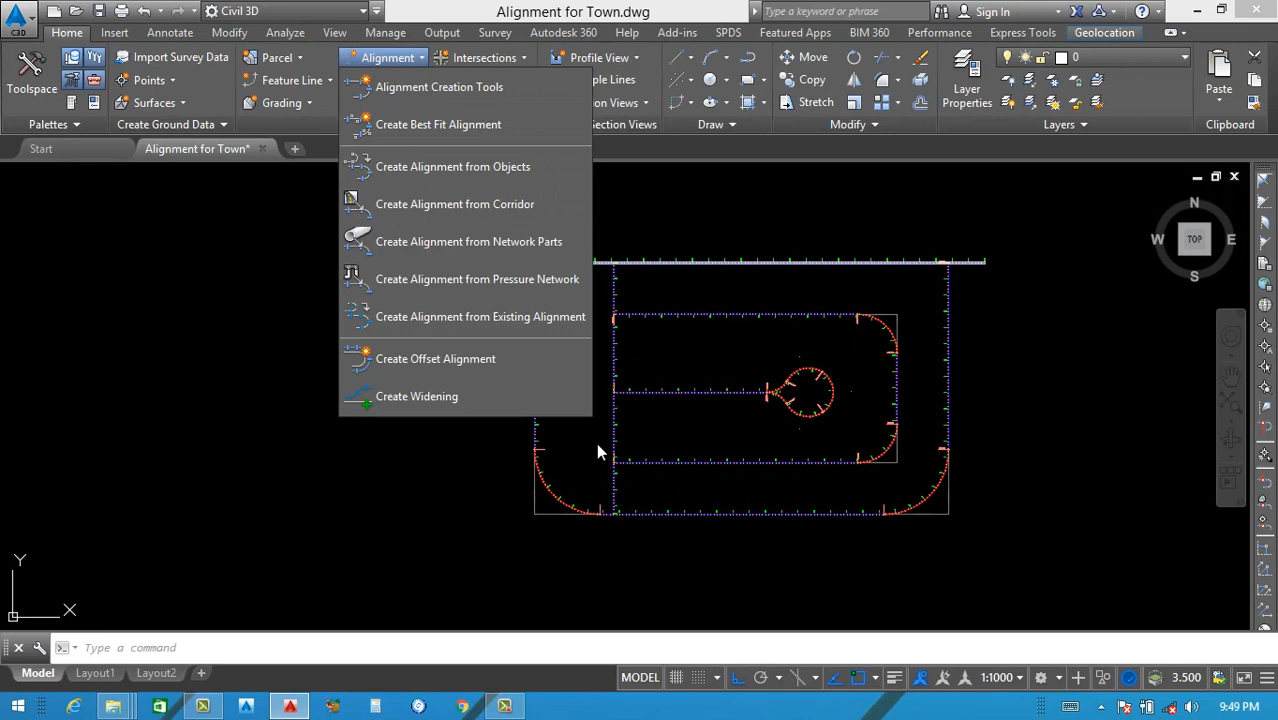 Civil 3D
Alignment for Town.dwg
Type a keyword or phrase
Sign In
C3D
Home Insert Annotate Modify Analyze View Manage Output Survey Autodesk 360 Help Add-ins SPDS Featured Apps BIM 360 Performance Express Tools Geolocation
Toolspace
Import Survey Data
Points
Surfaces
Palettes
Create Ground Data
Parcel
Feature Line
Grading
Alignment
Intersections
Profile View
Move
Copy
Stretch
Draw
Modify
Layer
Properties
0
Layers
Paste
Clipboard
Start
Alignment for Town*
Alignment Creation Tools
Create Best Fit Alignment
Create Alignment from Objects
Create Alignment from Corridor
Create Alignment from Network Parts
Create Alignment from Pressure Network
Create Alignment from Existing Alignment
Create Offset Alignment
Create Widening
N
W TOP E
S
Y
X
Type a command
Model Layout1 Layout2
MODEL
1:1000
3.500
9:49 PM